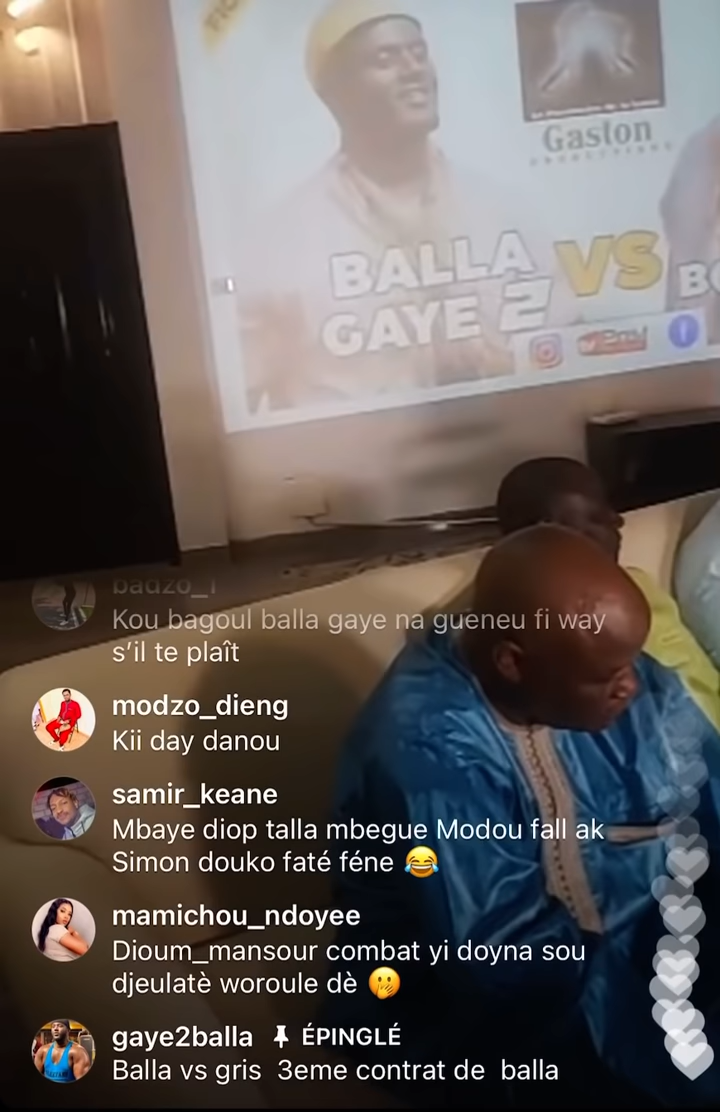 Gaston
BALLA VS
GAYE 2
Kou bagoul balla gaye na gueneu fi way
s'il te plaît
modzo_dieng
Kii day danou
samir_keane
Mbaye diop talla mbegue Modou fall ak
Simon douko faté féne 😂
mamichou_ndoyee
Dioum_mansour combat yi doyna sou
djeulatè woroule dè 🤭
gaye2balla 📌 ÉPINGLÉ
Balla vs gris 3eme contrat de balla